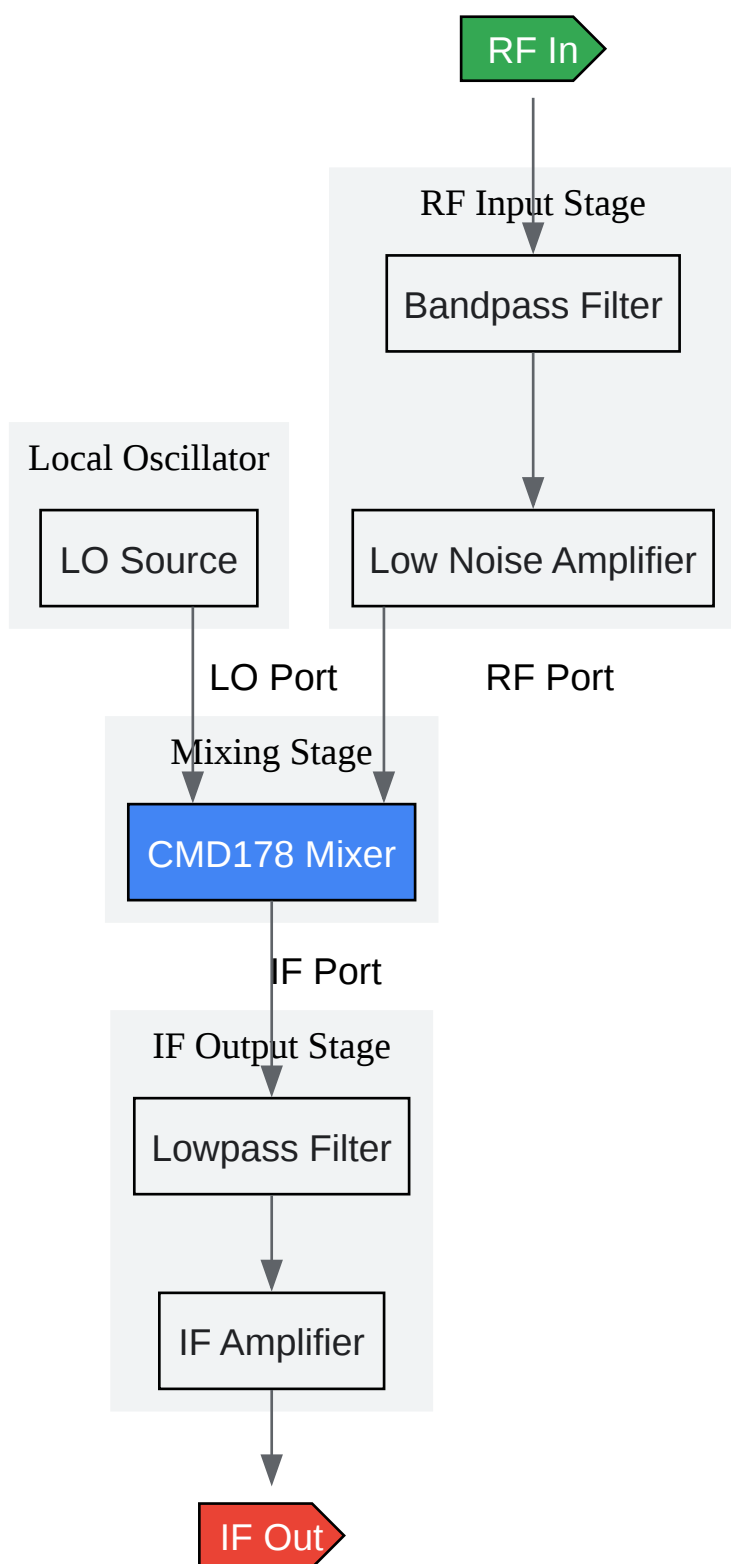 RF In
RF Input Stage
Bandpass Filter
Local Oscillator
LO Source
Low Noise Amplifier
LO Port
RF Port
Mixing Stage
CMD178 Mixer
IF Port
IF Output Stage
Lowpass Filter
IF Amplifier
IF Out